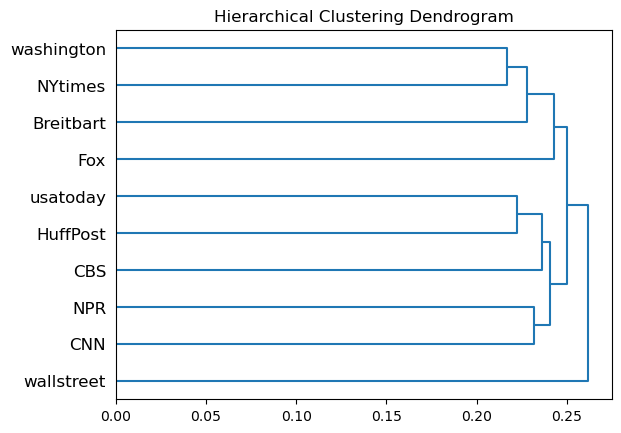 Hierarchical Clustering Dendrogram
washington
NYtimes
Breitbart
Fox
usatoday
HuffPost
CBS
NPR
CNN
wallstreet
0.00 0.05 0.10 0.15 0.20 0.25